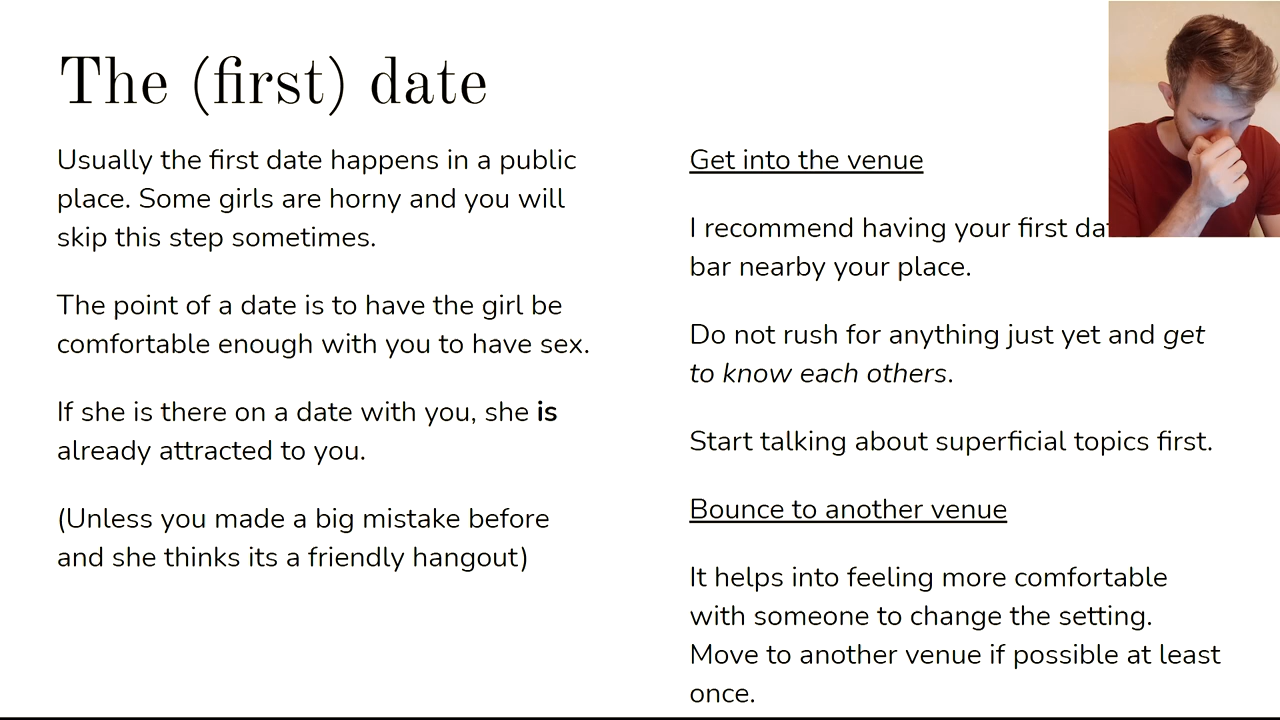 The (first) date
Usually the first date happens in a public
place. Some girls are horny and you will
skip this step sometimes.
The point of a date is to have the girl be
comfortable enough with you to have sex.
If she is there on a date with you, she is
already attracted to you.
(Unless you made a big mistake before
and she thinks its a friendly hangout)
Get into the venue
I recommend having your first
bar nearby your place.
Do not rush for anything just yet and get
to know each others.
Start talking about superficial topics first.
Bounce to another venue
It helps into feeling more comfortable
with someone to change the setting.
Move to another venue if possible at least
once.